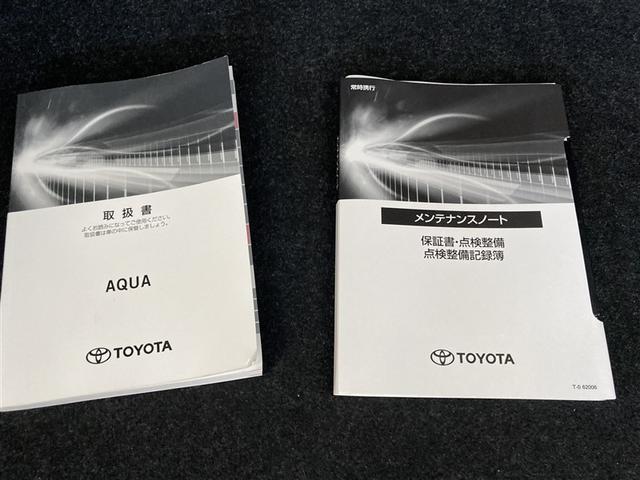 取扱書
よくお読みになってご使用ください。
取扱書は車の中に保管しましょう。
AQUA
TOYOTA
常時携行
メンテナンスノート
保証書・点検整備
点検整備記録簿
TOYOTA
T-0 62006